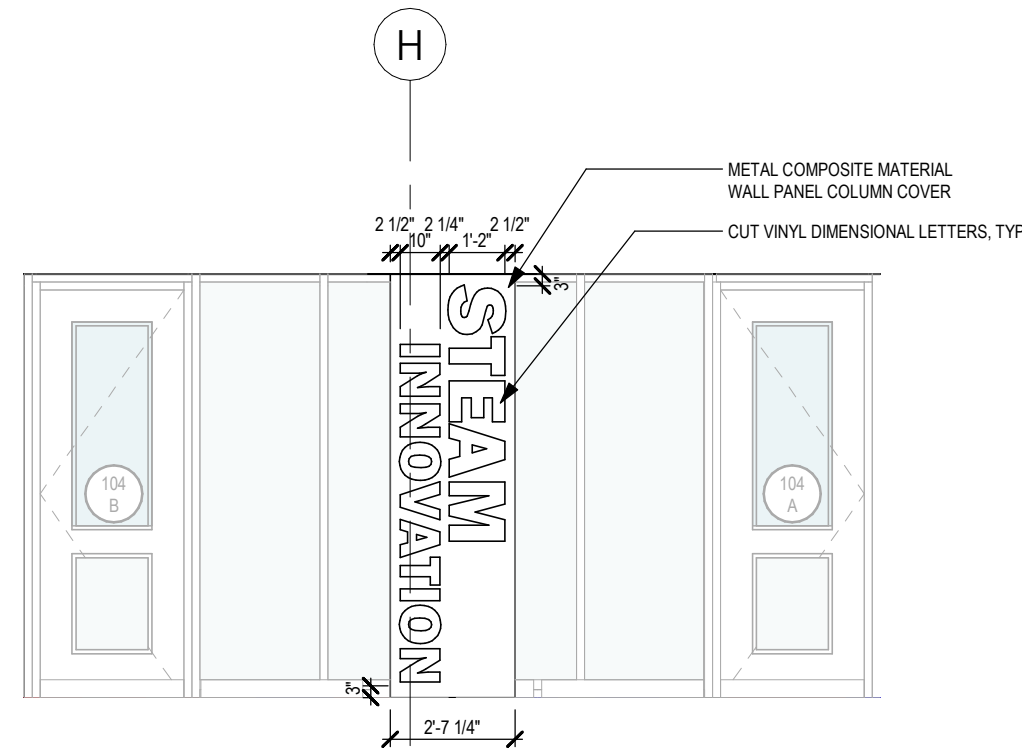 H
METAL COMPOSITE MATERIAL
WALL PANEL COLUMN COVER
CUT VINYL DIMENSIONAL LETTERS, TYP
2 1/2" 10" 2 1/4" 1'-2" 2 1/2"
3"
STEAM
INNOVATION
104
B
104
A
3"
2'-7 1/4"